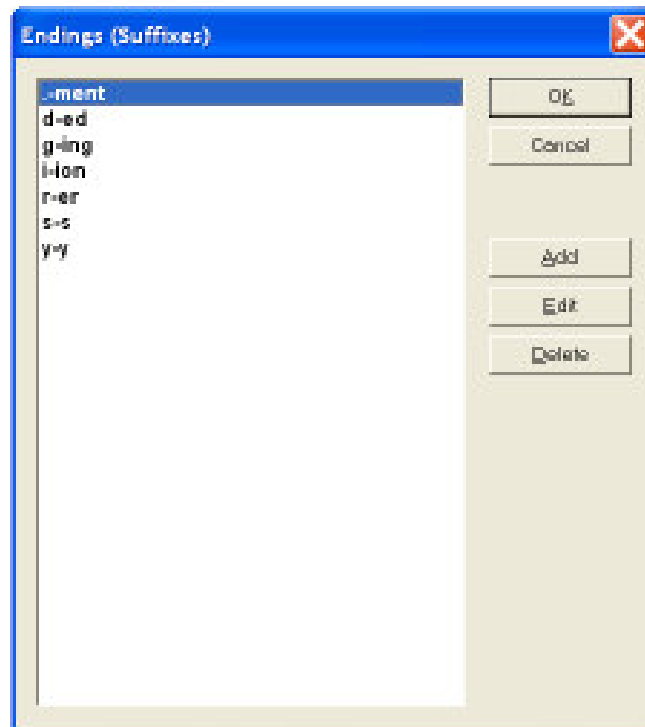 Endings (Suffixes)
.-ment
d-ed
g-ing
i-ion
r-er
s-s
y-y
OK
Cancel
Add
Edit
Delete